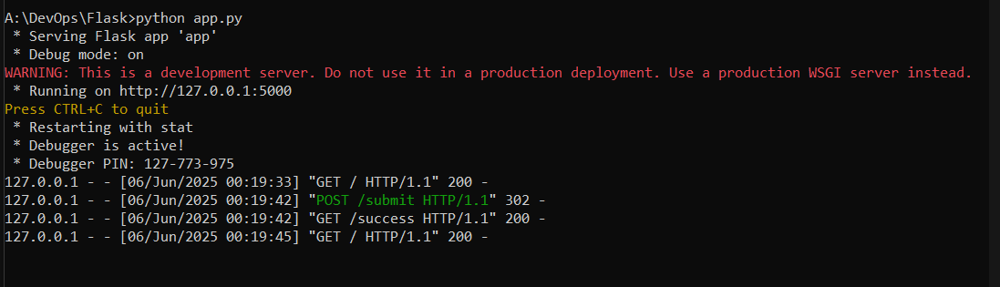 A:\DevOps\Flask>python app.py
 * Serving Flask app 'app'
 * Debug mode: on
WARNING: This is a development server. Do not use it in a production deployment. Use a production WSGI server instead.
 * Running on http://127.0.0.1:5000
Press CTRL+C to quit
 * Restarting with stat
 * Debugger is active!
 * Debugger PIN: 127-773-975
127.0.0.1 - - [06/Jun/2025 00:19:33] "GET / HTTP/1.1" 200 -
127.0.0.1 - - [06/Jun/2025 00:19:42] "POST /submit HTTP/1.1" 302 -
127.0.0.1 - - [06/Jun/2025 00:19:42] "GET /success HTTP/1.1" 200 -
127.0.0.1 - - [06/Jun/2025 00:19:45] "GET / HTTP/1.1" 200 -